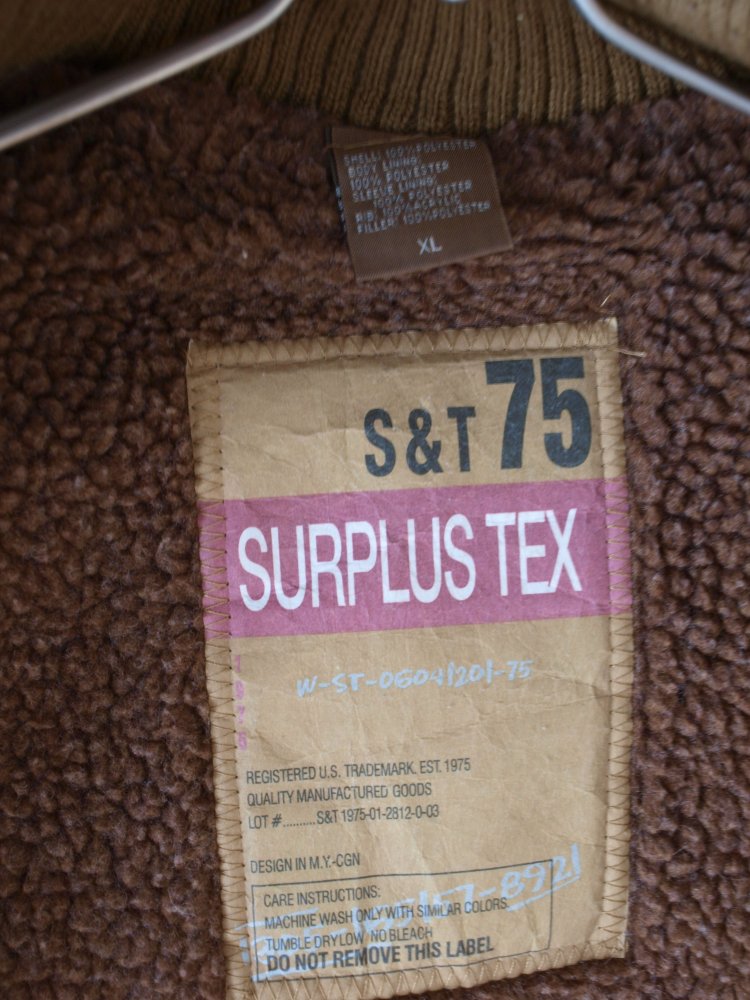 SHELL: 100% POLYESTER
BODY LINING:
100% POLYESTER
SLEEVE LINING:
100% POLYESTER
RIB: 100% ACRYLIC
FILLER: 100% POLYESTER
XL
S&T 75
SURPLUS TEX
W-ST-06041201-75
1975
REGISTERED U.S. TRADEMARK. EST. 1975
QUALITY MANUFACTURED GOODS
LOT #..........S&T 1975-01-2812-0-03
DESIGN IN M.Y.-CGN
CARE INSTRUCTIONS:
MACHINE WASH ONLY WITH SIMILAR COLORS.
TUMBLE DRY LOW NO BLEACH
DO NOT REMOVE THIS LABEL